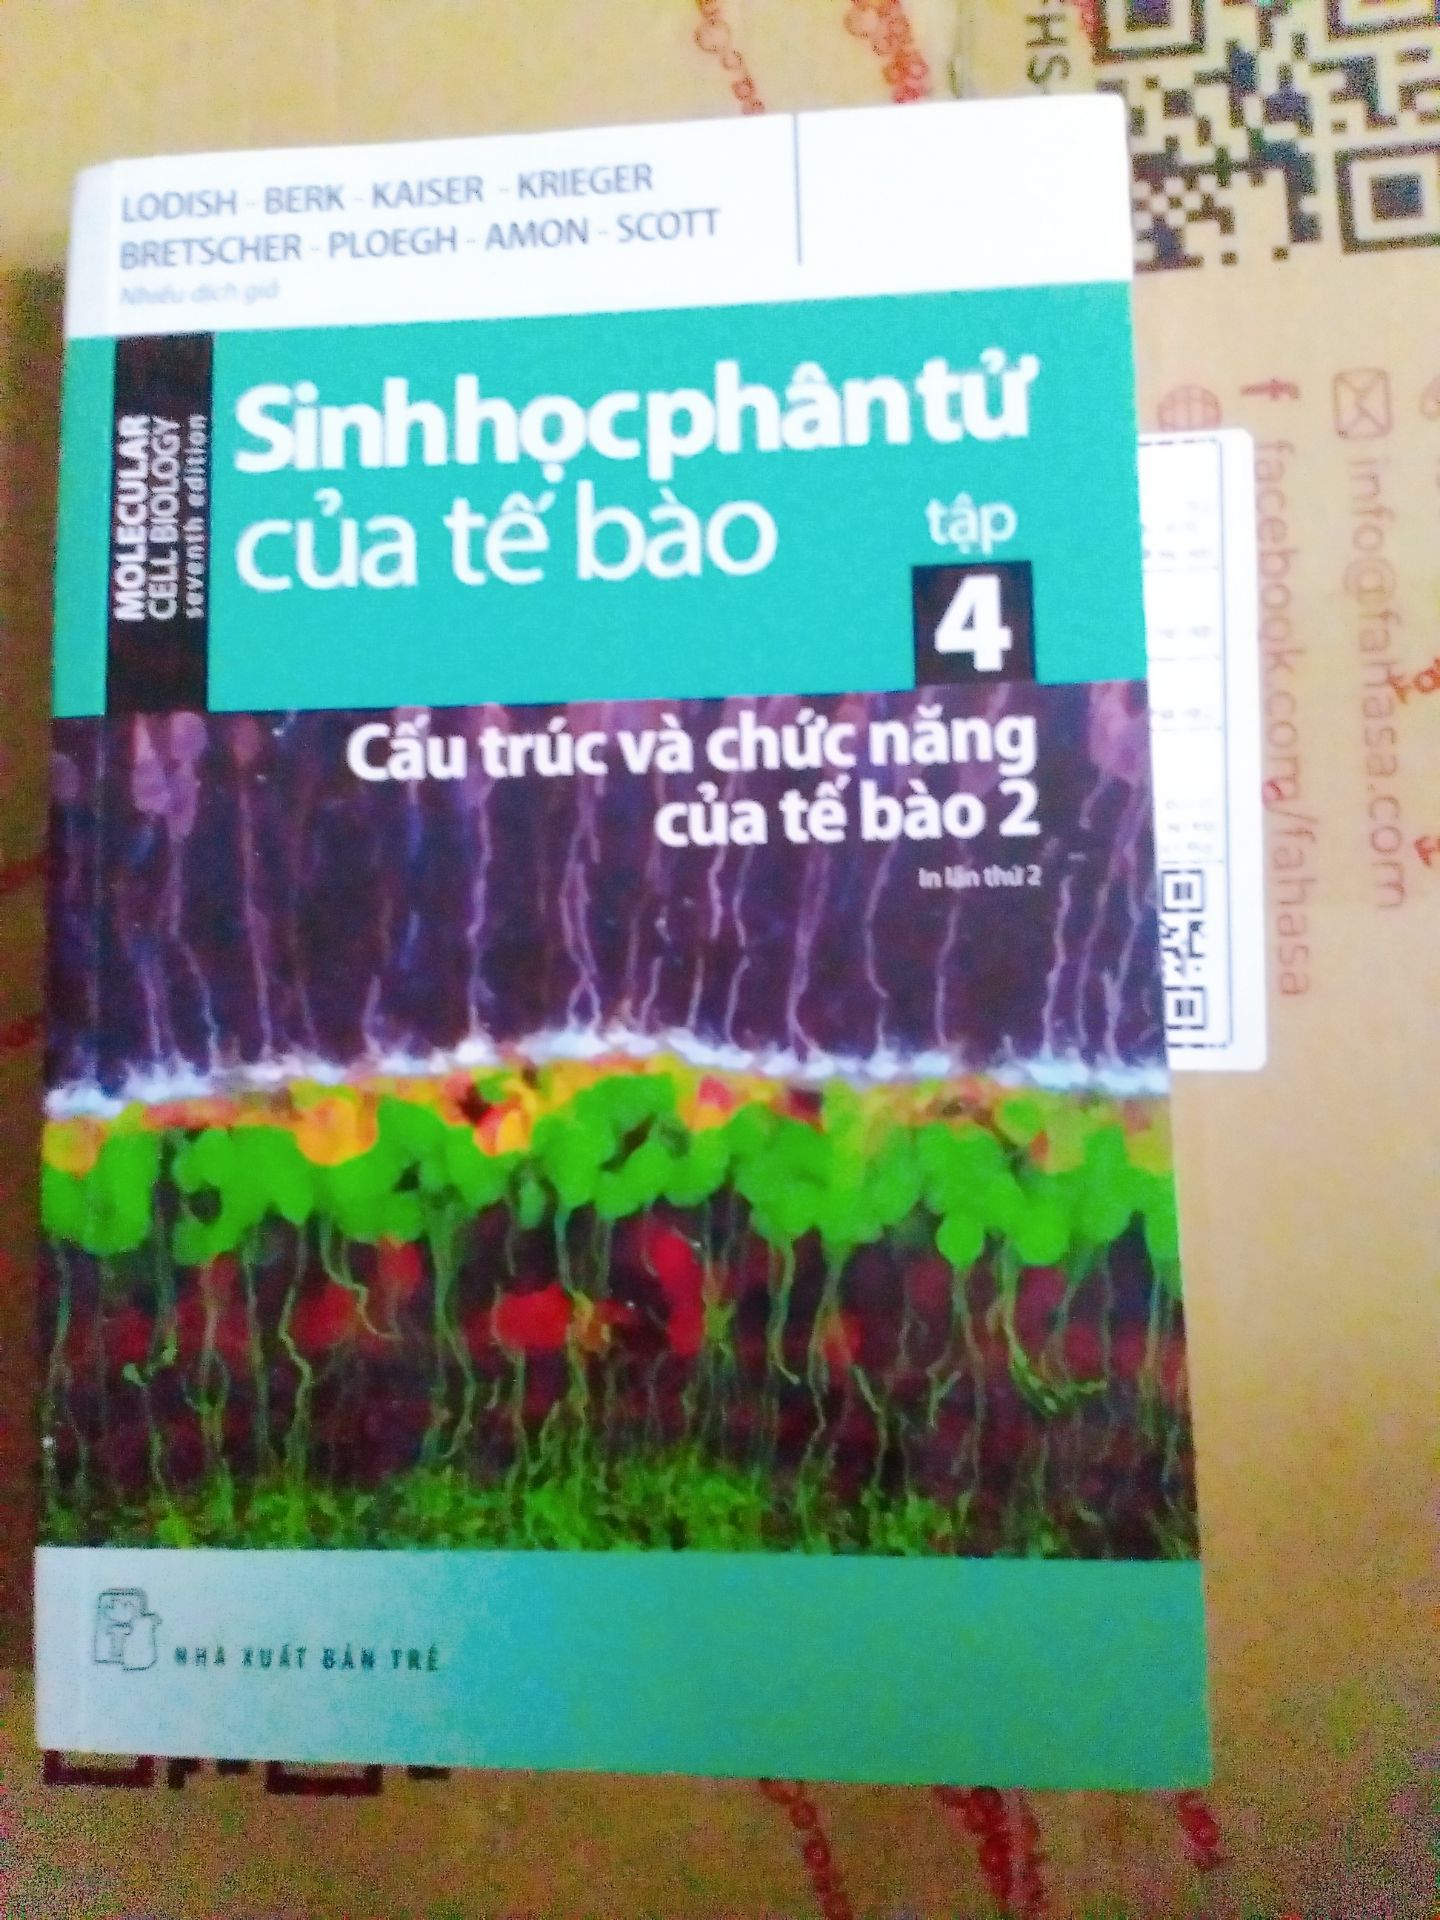 LODISH - BERK - KAISER - KRIEGER
BRETSCHER - PLOEGH - AMON - SCOTT
Nhiều dịch giả
MOLECULAR
CELL BIOLOGY
seventh edition
Sinh học phân tử
của tế bào
tập
4
Cấu trúc và chức năng
của tế bào 2
In lần thứ 2
NHÀ XUẤT BẢN TRẺ
facebook.com/fahasa
info@fahasa.com